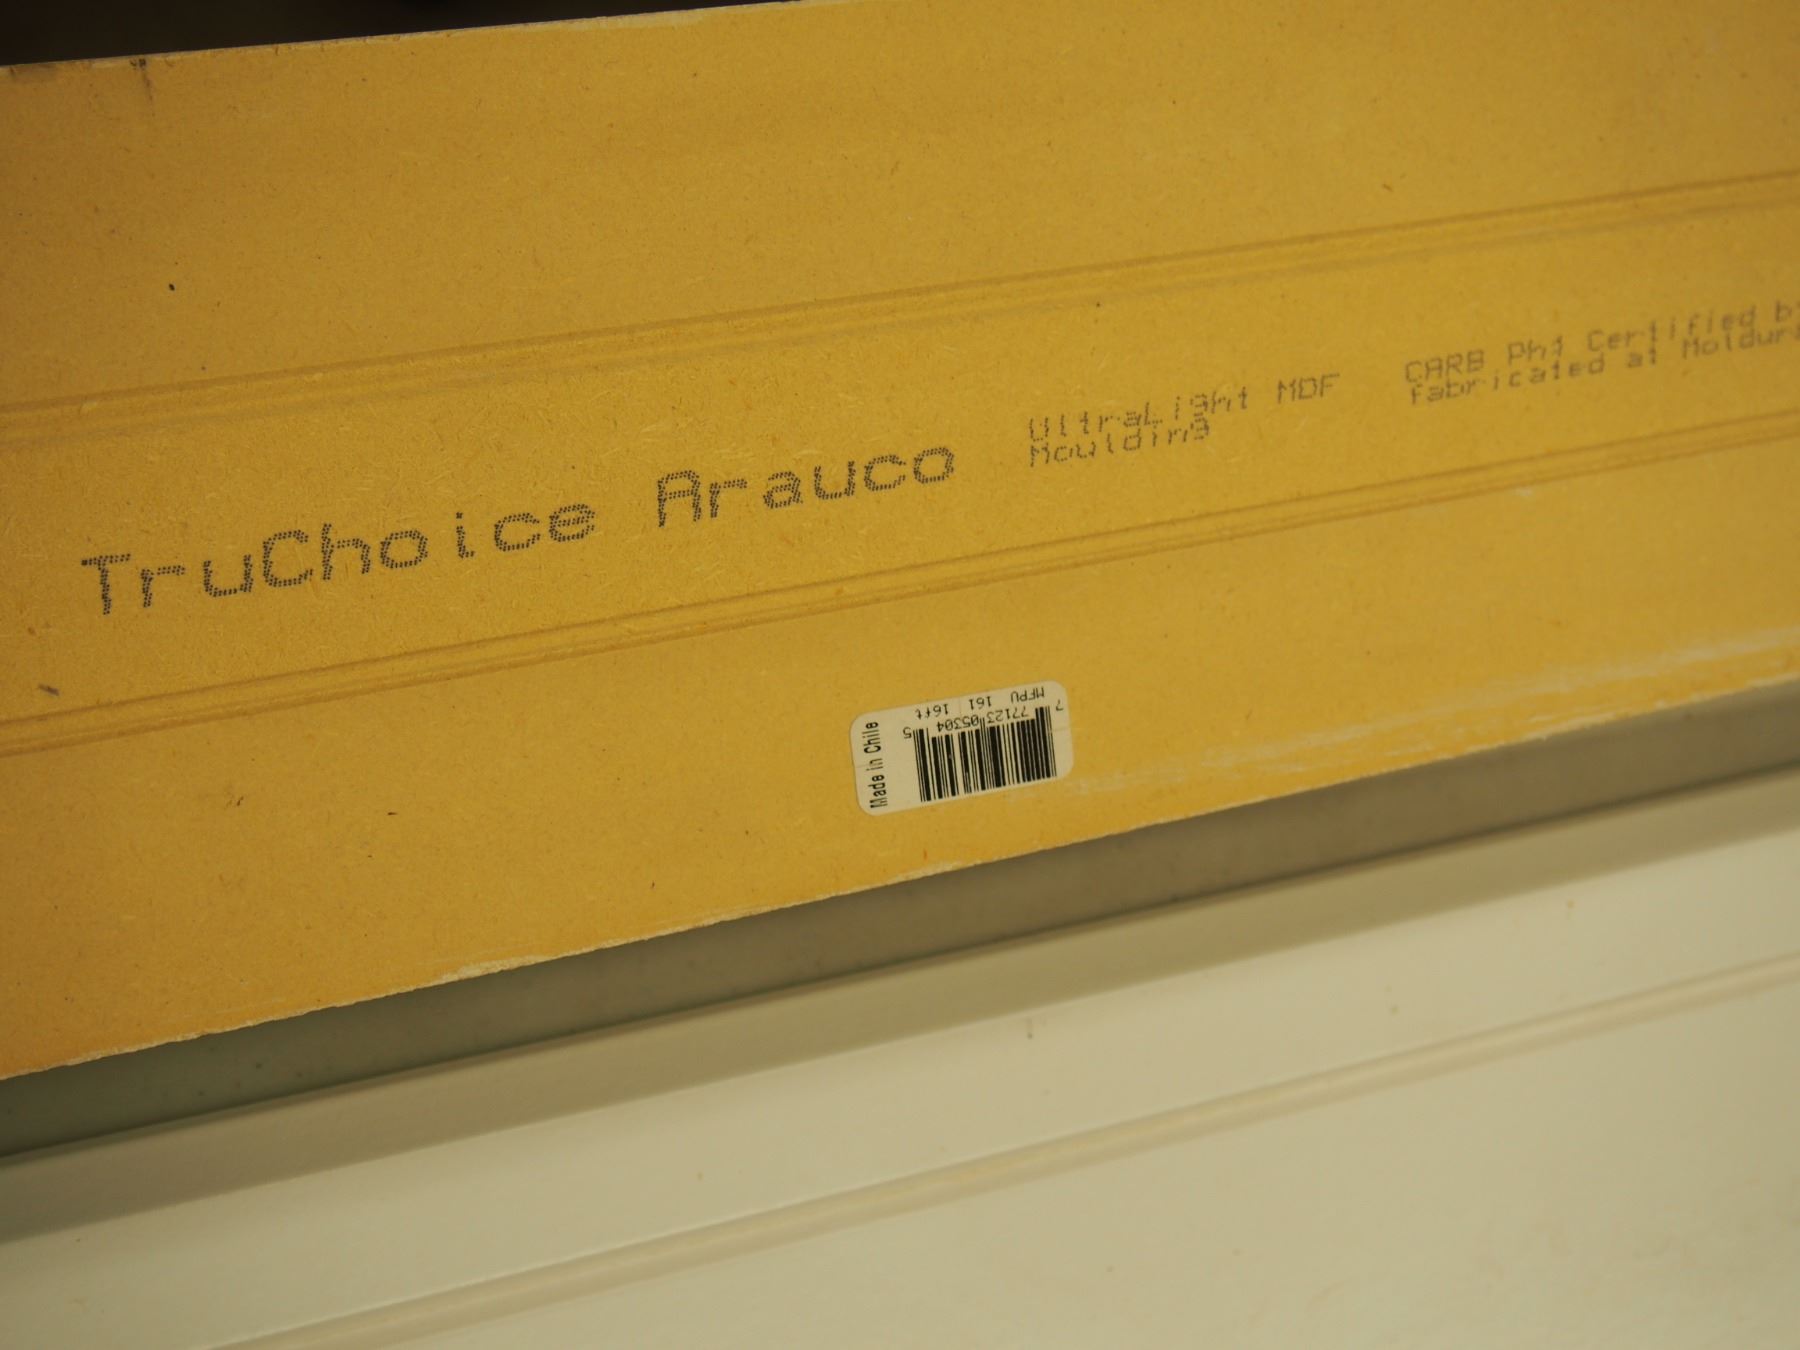 TruChoice Arauco
UltraLight MDF
Moulding
CARB Ph1 Certified
fabricated at
Made in Chile
MFPU 161 16ft
7 77123 05304 5